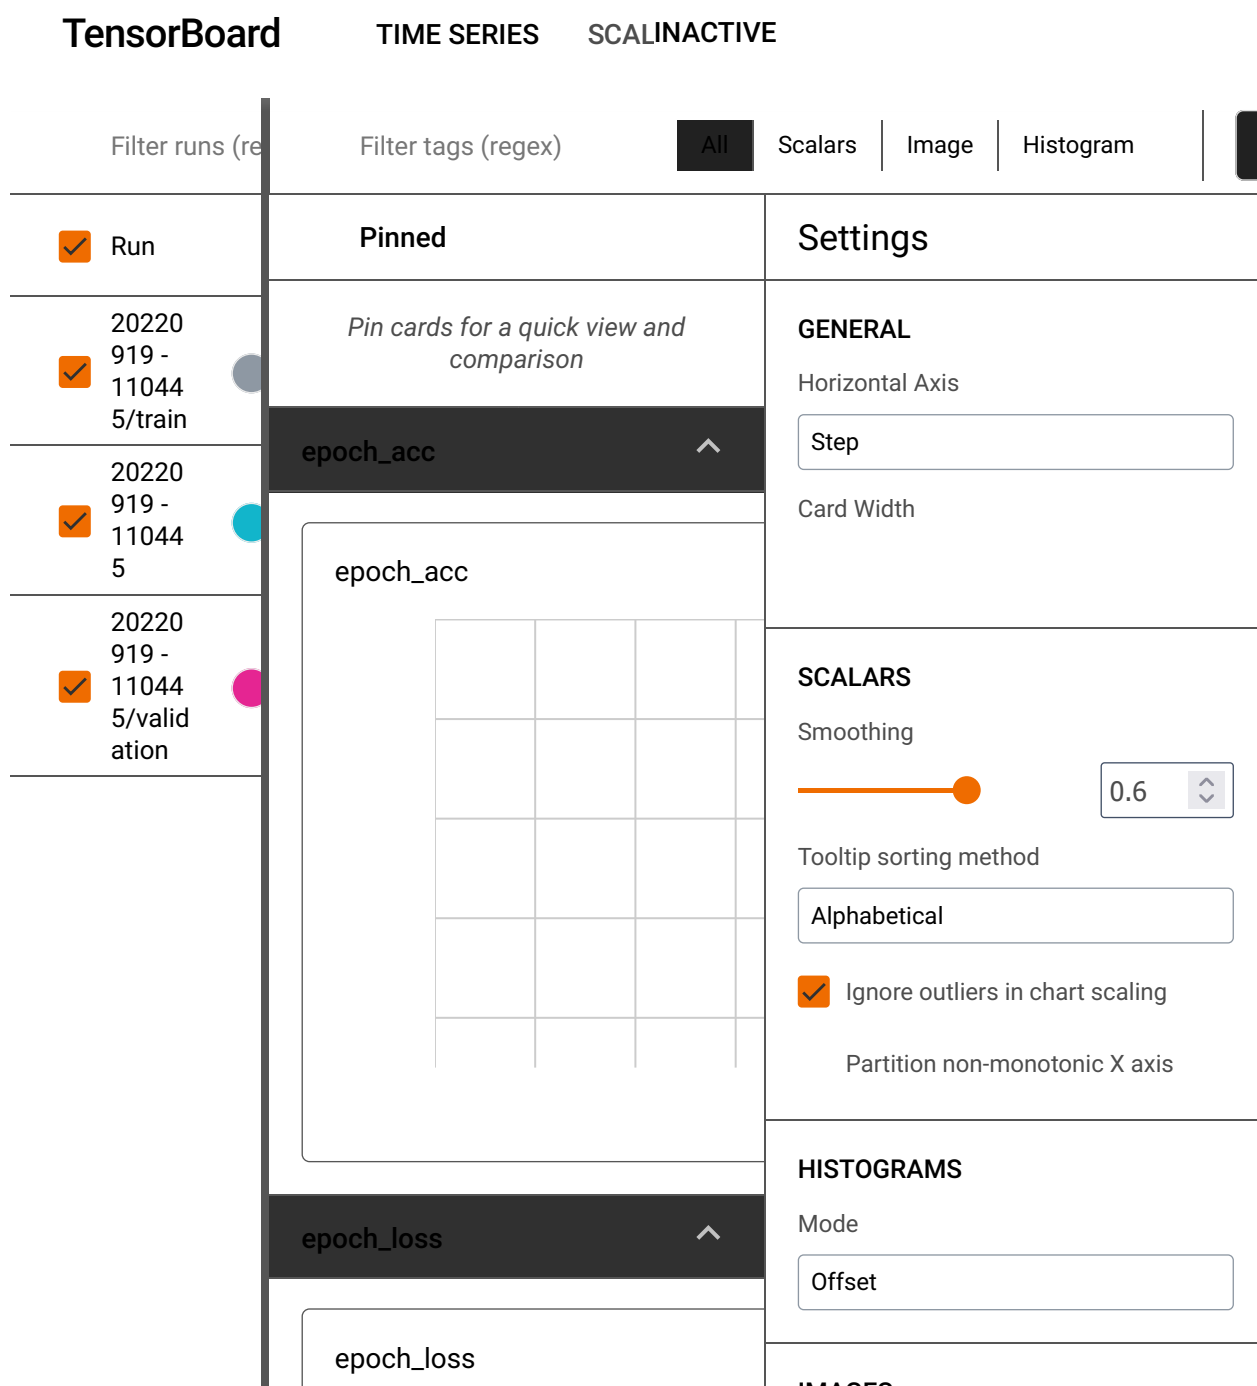 TensorBoard
TIME SERIES
SCAL
INACTIVE
Filter runs (re
Filter tags (regex)
All
Scalars
Image
Histogram
Run
20220
919 -
11044
5/train
20220
919 -
11044
5
20220
919 -
11044
5/valid
ation
Pinned
Pin cards for a quick view and
comparison
epoch_acc
epoch_acc
epoch_loss
epoch_loss
Settings
GENERAL
Horizontal Axis
Step
Card Width
SCALARS
Smoothing
0.6
Tooltip sorting method
Alphabetical
Ignore outliers in chart scaling
Partition non-monotonic X axis
HISTOGRAMS
Mode
Offset
IMAGES